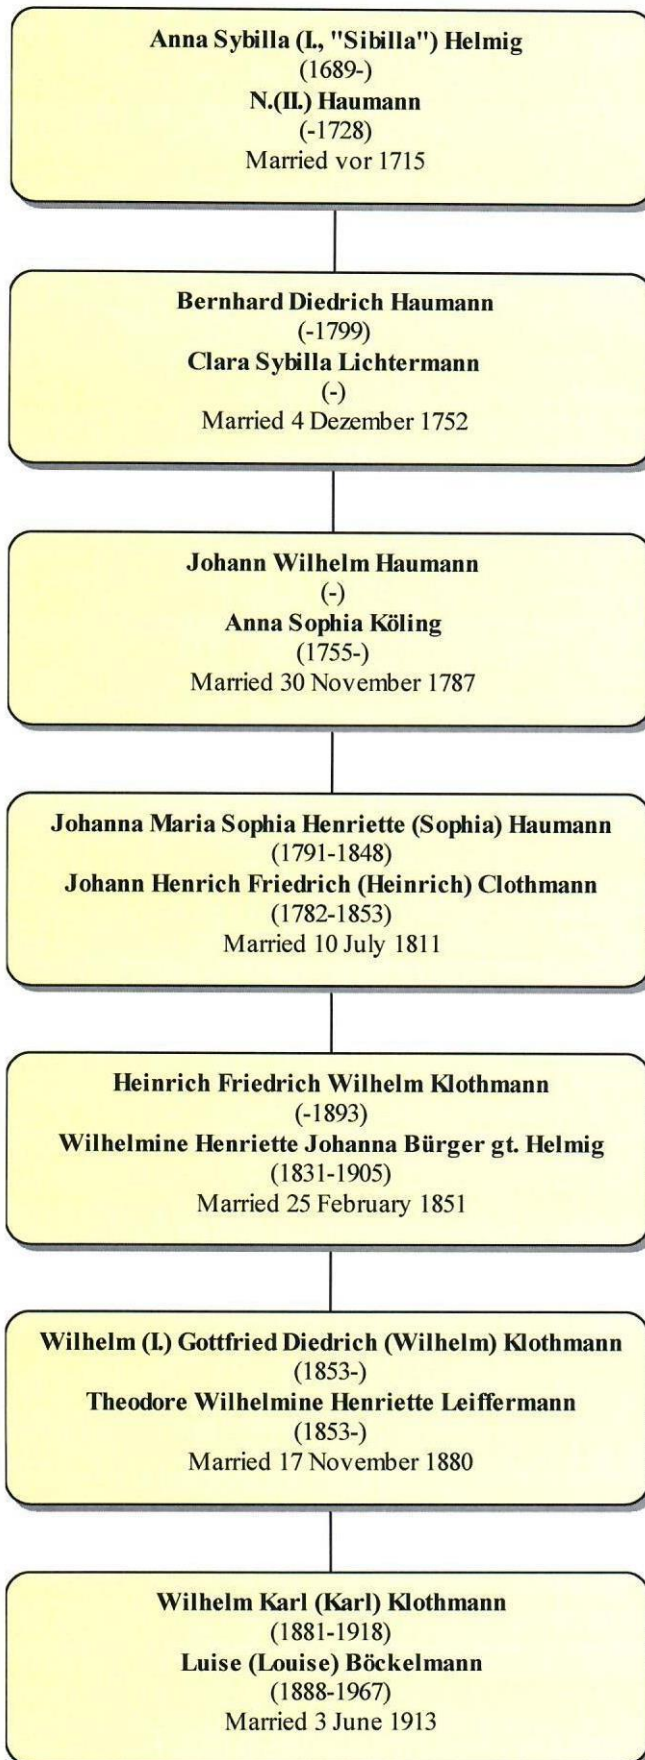 Anna Sybilla (I., "Sibilla") Helmig
(1689-)
N.(II.) Haumann
(-1728)
Married vor 1715
Bernhard Diedrich Haumann
(-1799)
Clara Sybilla Lichtermann
(-)
Married 4 Dezember 1752
Johann Wilhelm Haumann
(-)
Anna Sophia Köling
(1755-)
Married 30 November 1787
Johanna Maria Sophia Henriette (Sophia) Haumann
(1791-1848)
Johann Henrich Friedrich (Heinrich) Clothmann
(1782-1853)
Married 10 July 1811
Heinrich Friedrich Wilhelm Klothmann
(-1893)
Wilhelmine Henriette Johanna Bürger gt. Helmig
(1831-1905)
Married 25 February 1851
Wilhelm (I.) Gottfried Diedrich (Wilhelm) Klothmann
(1853-)
Theodore Wilhelmine Henriette Leiffermann
(1853-)
Married 17 November 1880
Wilhelm Karl (Karl) Klothmann
(1881-1918)
Luise (Louise) Böckelmann
(1888-1967)
Married 3 June 1913